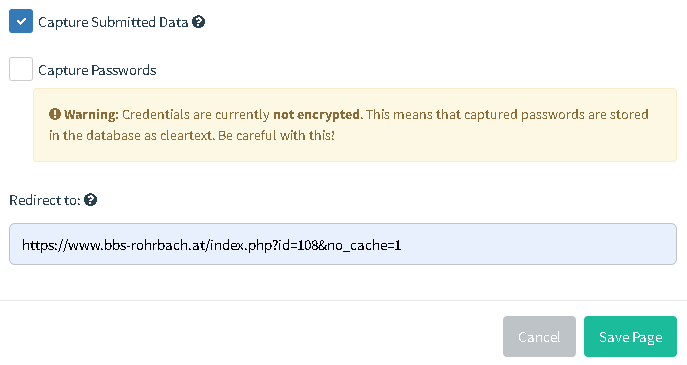 Capture Submitted Data
Capture Passwords
Warning: Credentials are currently not encrypted. This means that captured passwords are stored
in the database as cleartext. Be careful with this!
Redirect to:
https://www.bbs-rohrbach.at/index.php?id=108&no_cache=1
Cancel
Save Page